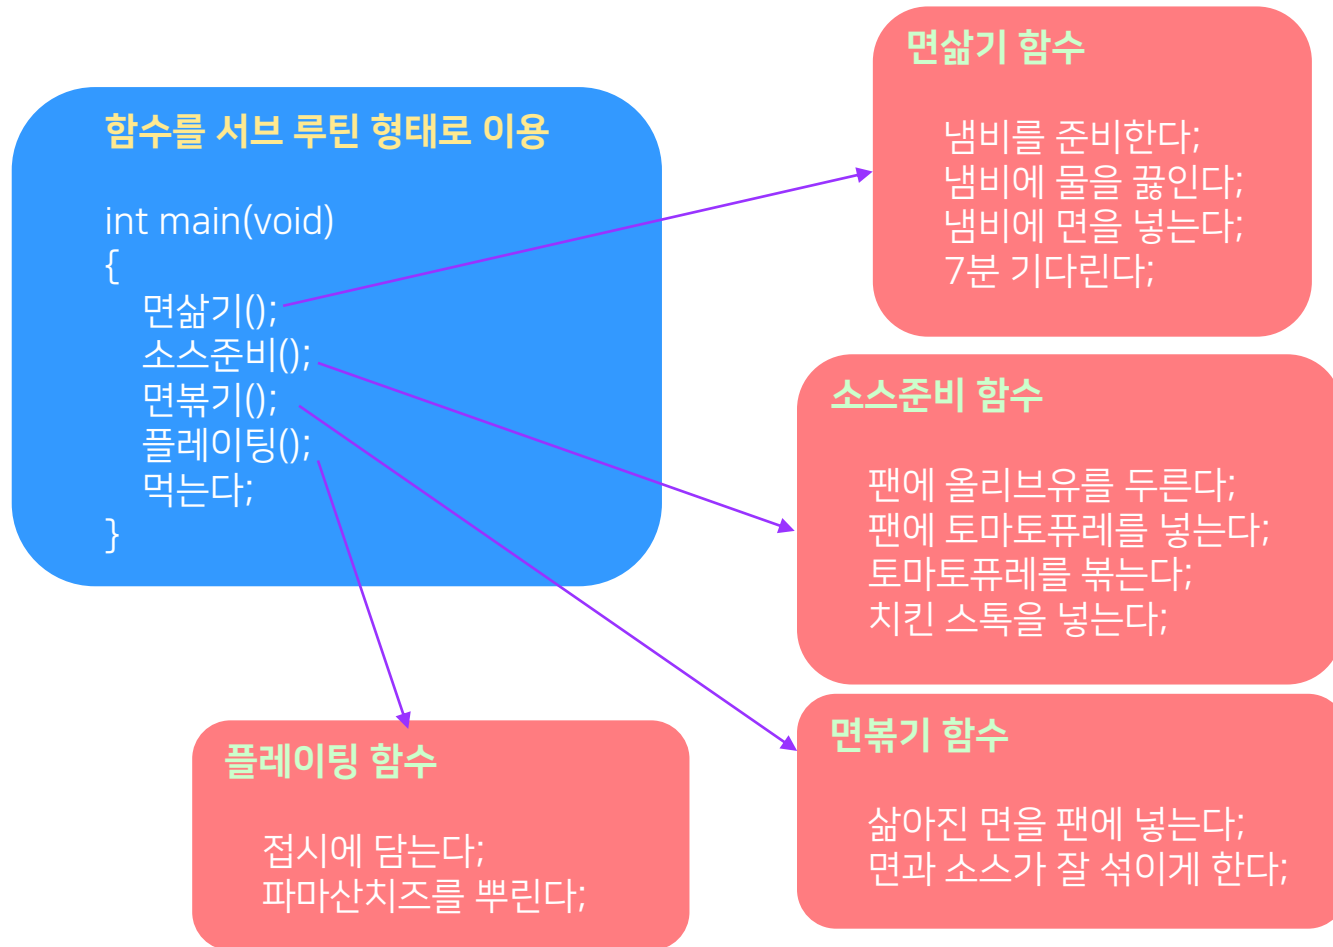 함수를 서브 루틴 형태로 이용
int main(void)
{
면삶기();
소스준비();
면볶기();
플레이팅();
먹는다;
}
면삶기 함수
냄비를 준비한다;
냄비에 물을 끓인다;
냄비에 면을 넣는다;
7분 기다린다;
소스준비 함수
팬에 올리브유를 두른다;
팬에 토마토퓨레를 넣는다;
토마토퓨레를 볶는다;
치킨 스톡을 넣는다;
면볶기 함수
삶아진 면을 팬에 넣는다;
면과 소스가 잘 섞이게 한다;
플레이팅 함수
접시에 담는다;
파마산치즈를 뿌린다;